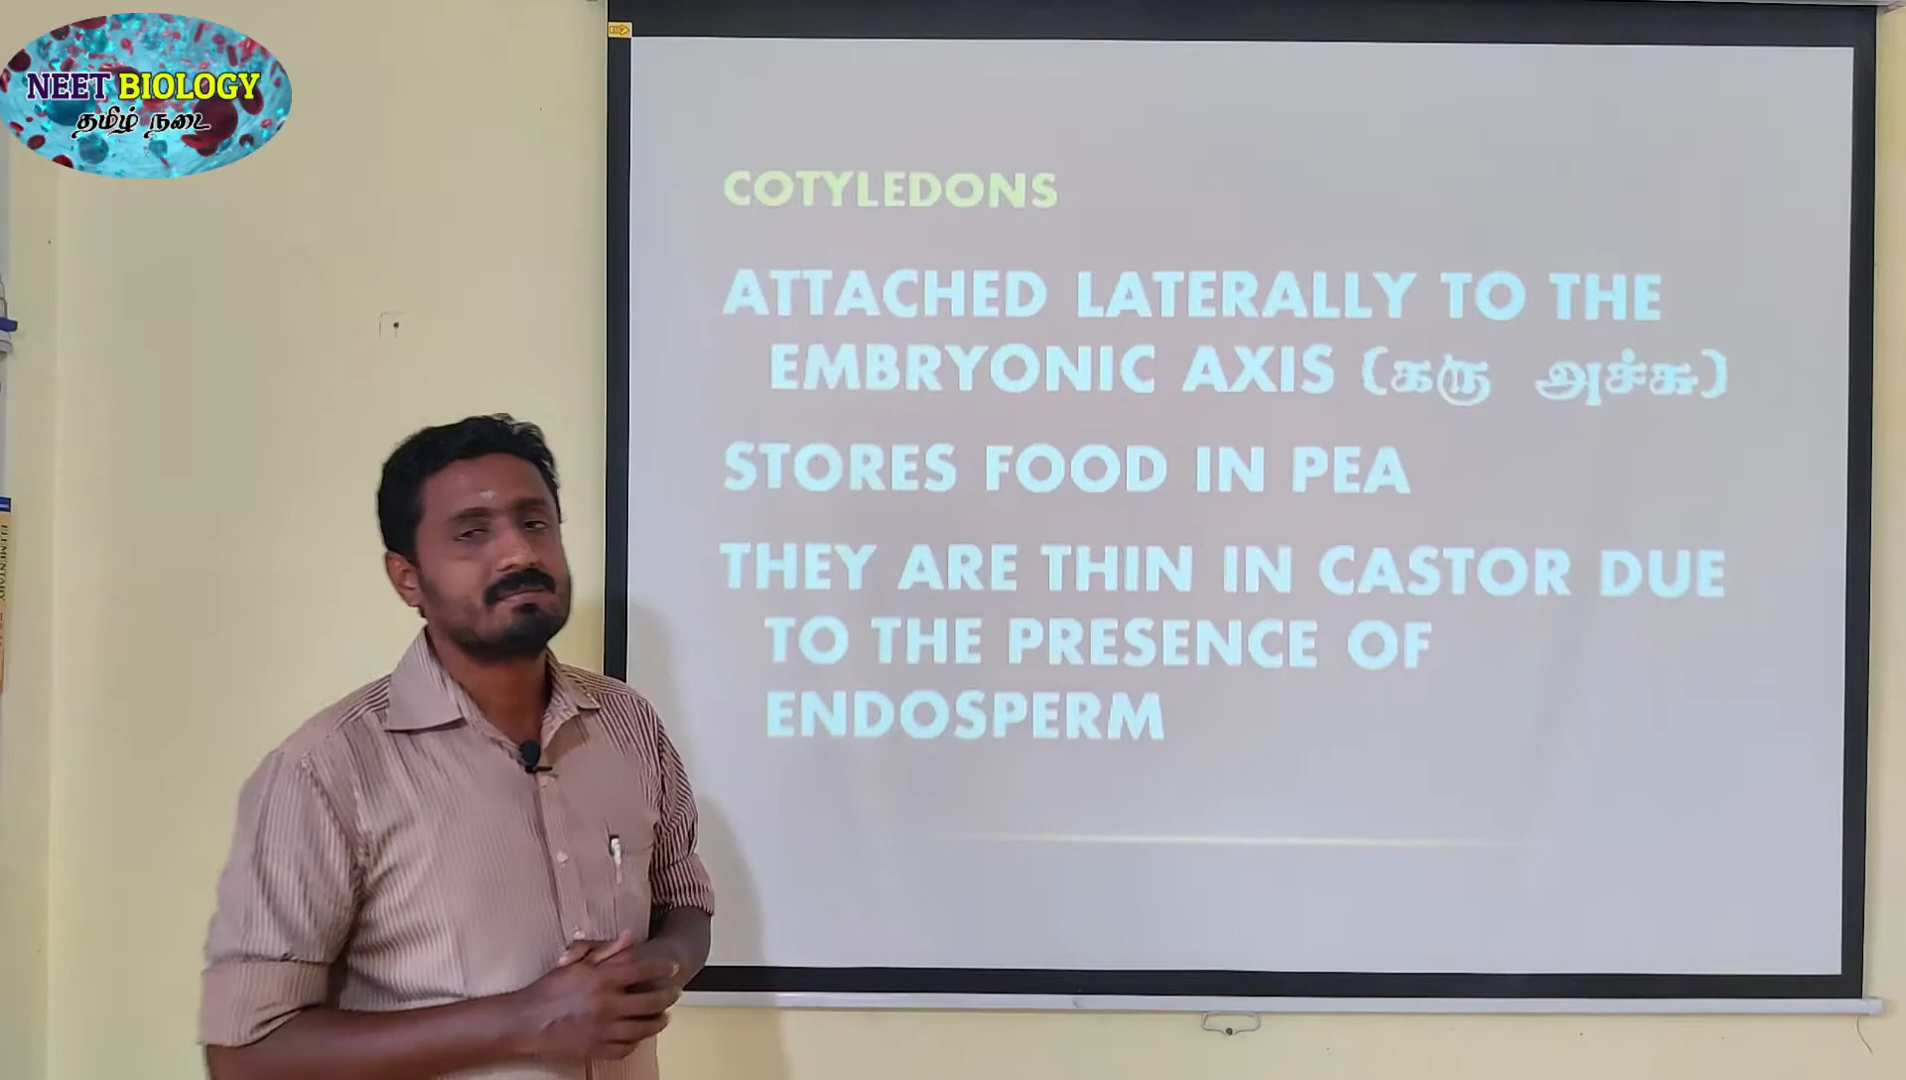 NEET BIOLOGY
தமிழ் நடை
COTYLEDONS
ATTACHED LATERALLY TO THE
EMBRYONIC AXIS (கரு அச்சு)
STORES FOOD IN PEA
THEY ARE THIN IN CASTOR DUE
TO THE PRESENCE OF
ENDOSPERM